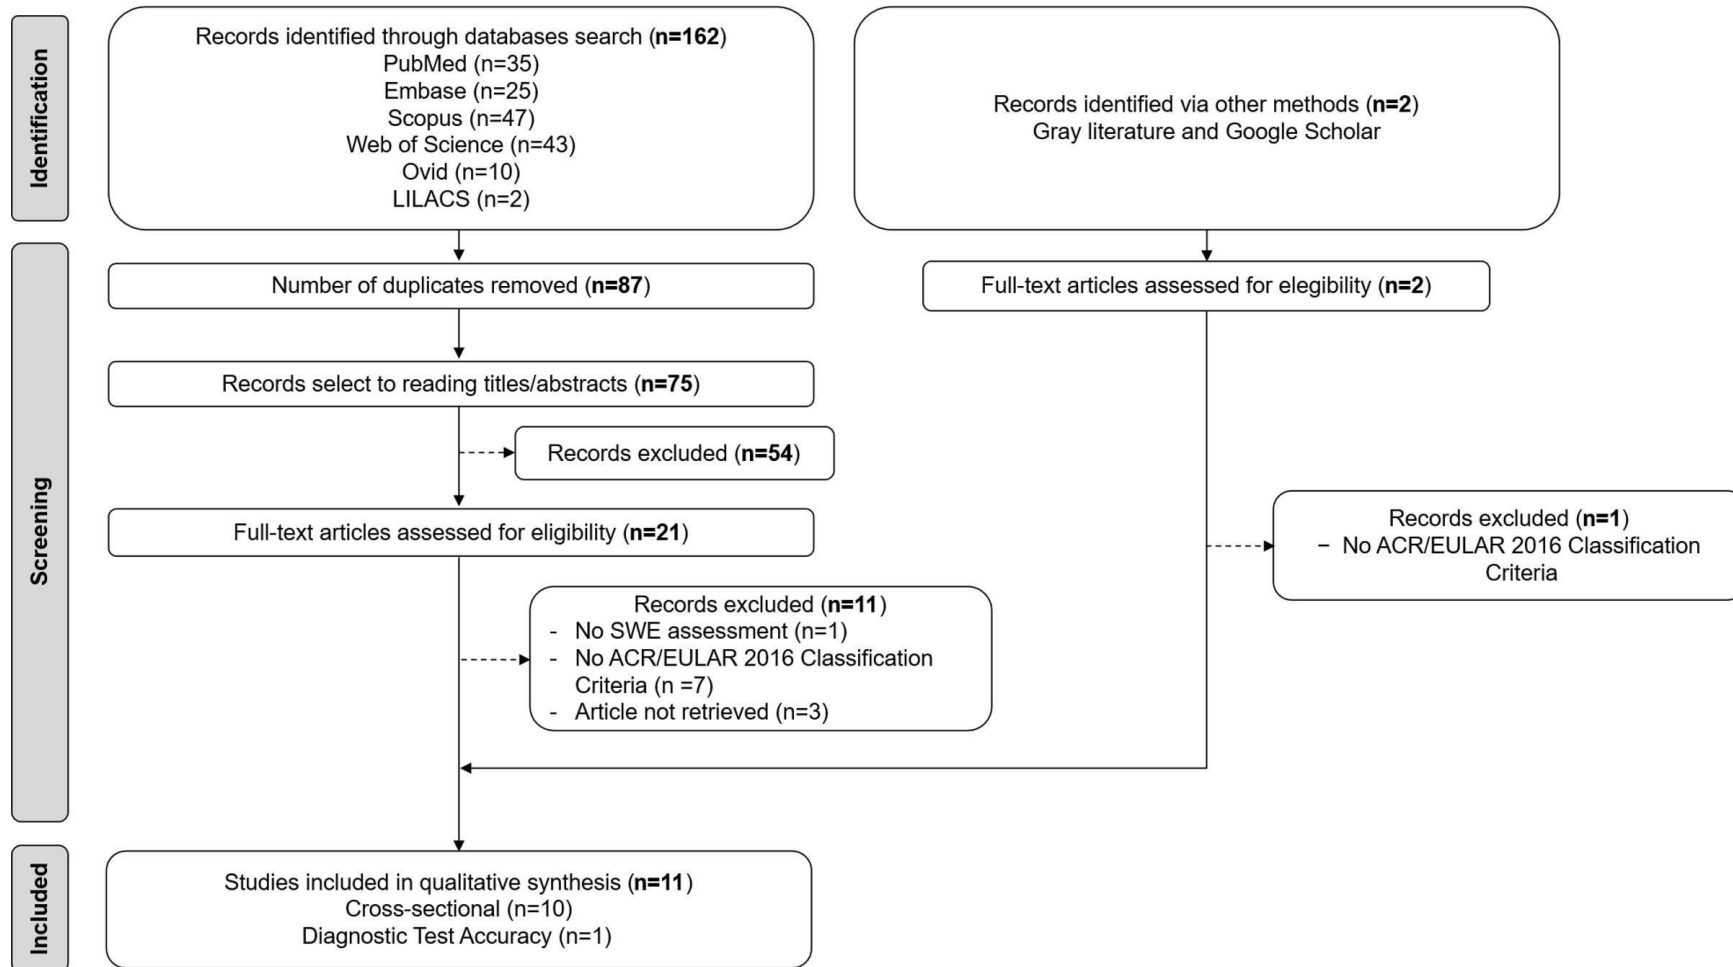 Identification
Records identified through databases search (n=162)
PubMed (n=35)
Embase (n=25)
Scopus (n=47)
Web of Science (n=43)
Ovid (n=10)
LILACS (n=2)
Records identified via other methods (n=2)
Gray literature and Google Scholar
Screening
Number of duplicates removed (n=87)
Full-text articles assessed for elegibility (n=2)
Records select to reading titles/abstracts (n=75)
Records excluded (n=54)
Full-text articles assessed for eligibility (n=21)
Records excluded (n=1)
– No ACR/EULAR 2016 Classification
Criteria
Records excluded (n=11)
- No SWE assessment (n=1)
- No ACR/EULAR 2016 Classification
Criteria (n =7)
- Article not retrieved (n=3)
Included
Studies included in qualitative synthesis (n=11)
Cross-sectional (n=10)
Diagnostic Test Accuracy (n=1)